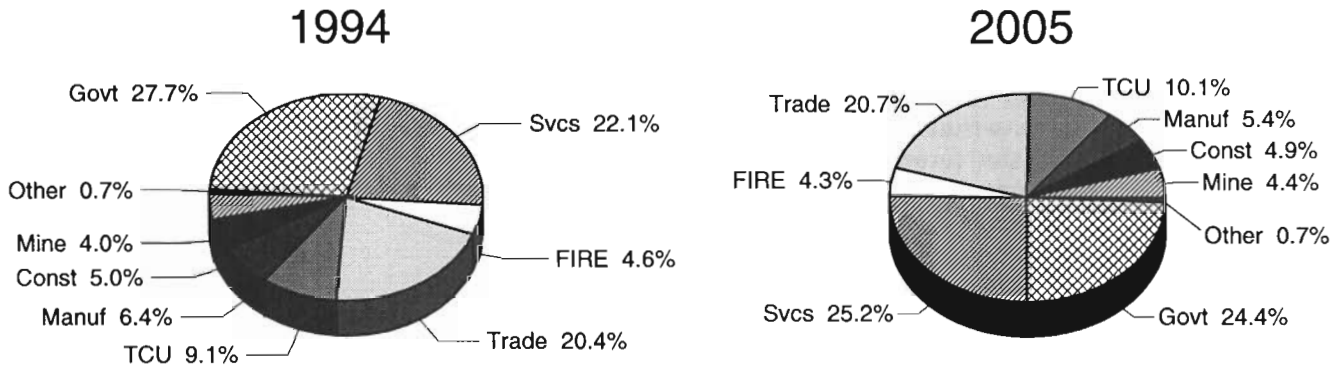 1994
Govt 27.7%
Svcs 22.1%
Other 0.7%
Mine 4.0%
FIRE 4.6%
Const 5.0%
Manuf 6.4%
Trade 20.4%
TCU 9.1%
2005
TCU 10.1%
Trade 20.7%
Manuf 5.4%
Const 4.9%
FIRE 4.3%
Mine 4.4%
Other 0.7%
Svcs 25.2%
Govt 24.4%